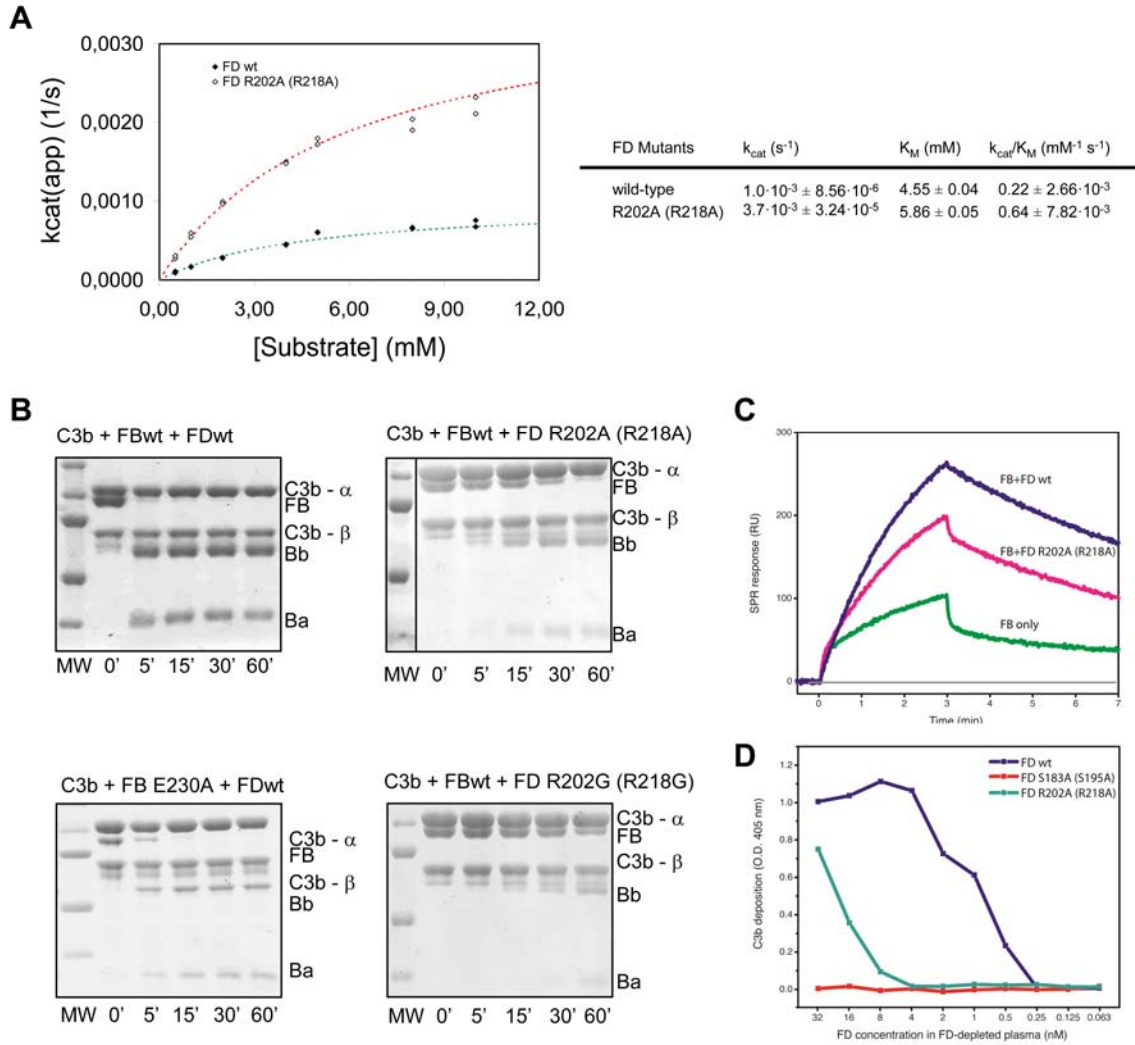 A
0,0030
0,0020
0,0010
0,0000
kcat(app) (1/s)
FD wt
FD R202A (R218A)
0,00 3,00 6,00 9,00 12,00
[Substrate] (mM)
FD Mutants kcat (s-1) KM (mM) kcat/KM (mM-1 s-1)
wild-type 1.0·10-3 ± 8.56·10-6 4.55 ± 0.04 0.22 ± 2.66·10-3
R202A (R218A) 3.7·10-3 ± 3.24·10-5 5.86 ± 0.05 0.64 ± 7.82·10-3
B
C3b + FBwt + FDwt
C3b - α
FB
C3b - β
Bb
Ba
MW 0' 5' 15' 30' 60'
C3b + FBwt + FD R202A (R218A)
C3b - α
FB
C3b - β
Bb
Ba
MW 0' 5' 15' 30' 60'
C3b + FB E230A + FDwt
C3b - α
FB
C3b - β
Bb
Ba
MW 0' 5' 15' 30' 60'
C3b + FBwt + FD R202G (R218G)
C3b - α
FB
C3b - β
Bb
Ba
MW 0' 5' 15' 30' 60'
C
300
200
100
0
SPR response (RU)
FB+FD wt
FB+FD R202A (R218A)
FB only
0 1 2 3 4 5 6 7
Time (min)
D
1.2
1.0
0.8
0.6
0.4
0.2
0.0
C3b deposition (O.D. 405 nm)
FD wt
FD S183A (S195A)
FD R202A (R218A)
32 16 8 4 2 1 0.5 0.25 0.125 0.063
FD concentration in FD-depleted plasma (nM)